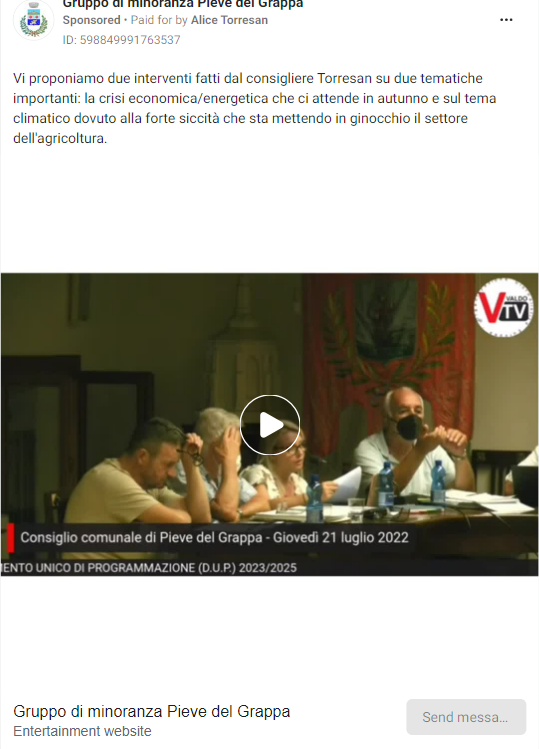 Gruppo di minoranza Pieve del Grappa
Sponsored • Paid for by Alice Torresan
ID: 598849991763537
Vi proponiamo due interventi fatti dal consigliere Torresan su due tematiche
importanti: la crisi economica/energetica che ci attende in autunno e sul tema
climatico dovuto alla forte siccità che sta mettendo in ginocchio il settore
dell'agricoltura.
VALDO
TV
Consiglio comunale di Pieve del Grappa - Giovedì 21 luglio 2022
ENTO UNICO DI PROGRAMMAZIONE (D.U.P.) 2023/2025
Gruppo di minoranza Pieve del Grappa
Entertainment website
Send messa...